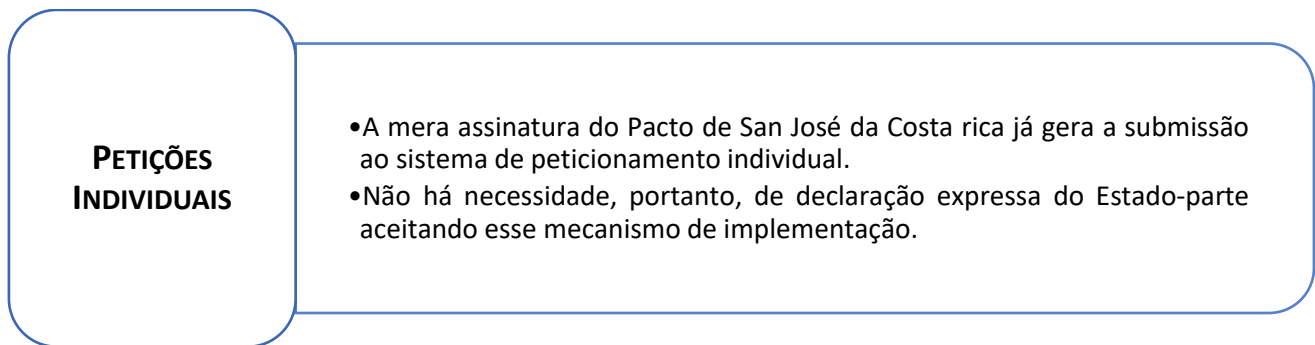 PETIÇÕES
INDIVIDUAIS
•A mera assinatura do Pacto de San José da Costa rica já gera a submissão
ao sistema de peticionamento individual.
•Não há necessidade, portanto, de declaração expressa do Estado-parte
aceitando esse mecanismo de implementação.